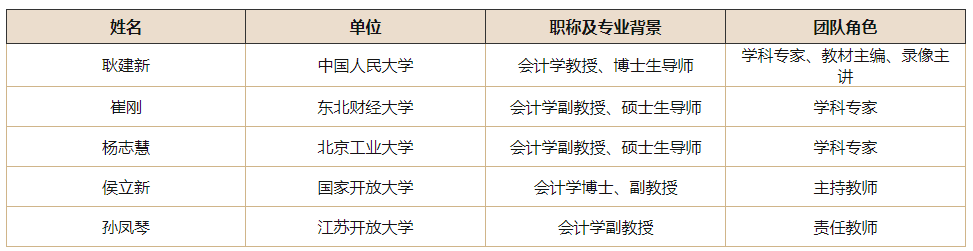 姓名 单位 职称及专业背景 团队角色
耿建新 中国人民大学 会计学教授、博士生导师 学科专家、教材主编、录像主
讲
崔刚 东北财经大学 会计学副教授、硕士生导师 学科专家
杨志慧 北京工业大学 会计学副教授、硕士生导师 学科专家
侯立新 国家开放大学 会计学博士、副教授 主持教师
孙凤琴 江苏开放大学 会计学副教授 责任教师